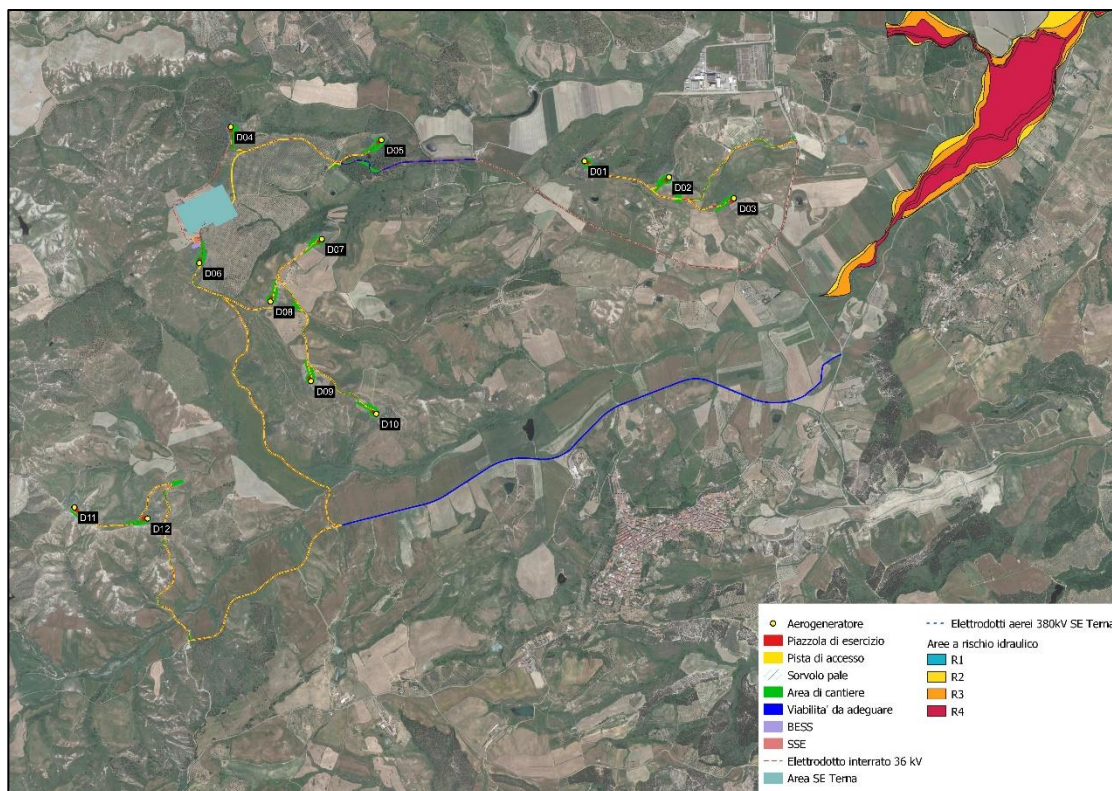 D04
D05
D01
D02
D03
D06
D07
D08
D09
D10
D11
D12
Aerogeneratore
Piazzola di esercizio
Pista di accesso
Sorvolo pale
Area di cantiere
Viabilita' da adeguare
BESS
SSE
Elettrodotto interrato 36 kV
Area SE Terna
Elettrodotti aerei 380kV SE Terna
Aree a rischio idraulico
R1
R2
R3
R4